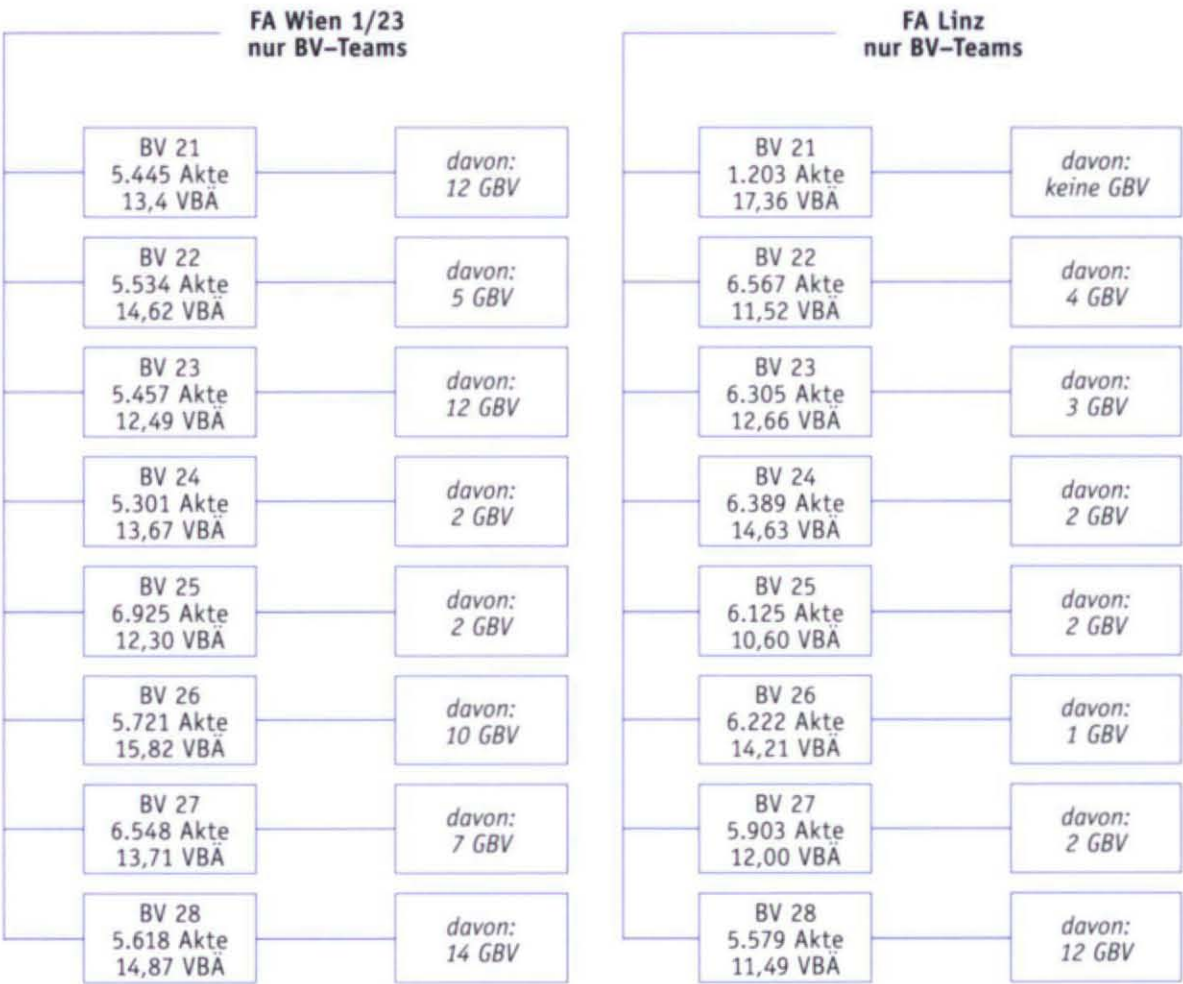 FA Wien 1/23
nur BV–Teams
BV 21
5.445 Akte
13,4 VBÄ
davon:
12 GBV
BV 22
5.534 Akte
14,62 VBÄ
davon:
5 GBV
BV 23
5.457 Akte
12,49 VBÄ
davon:
12 GBV
BV 24
5.301 Akte
13,67 VBÄ
davon:
2 GBV
BV 25
6.925 Akte
12,30 VBÄ
davon:
2 GBV
BV 26
5.721 Akte
15,82 VBÄ
davon:
10 GBV
BV 27
6.548 Akte
13,71 VBÄ
davon:
7 GBV
BV 28
5.618 Akte
14,87 VBÄ
davon:
14 GBV
FA Linz
nur BV–Teams
BV 21
1.203 Akte
17,36 VBÄ
davon:
keine GBV
BV 22
6.567 Akte
11,52 VBÄ
davon:
4 GBV
BV 23
6.305 Akte
12,66 VBÄ
davon:
3 GBV
BV 24
6.389 Akte
14,63 VBÄ
davon:
2 GBV
BV 25
6.125 Akte
10,60 VBÄ
davon:
2 GBV
BV 26
6.222 Akte
14,21 VBÄ
davon:
1 GBV
BV 27
5.903 Akte
12,00 VBÄ
davon:
2 GBV
BV 28
5.579 Akte
11,49 VBÄ
davon:
12 GBV